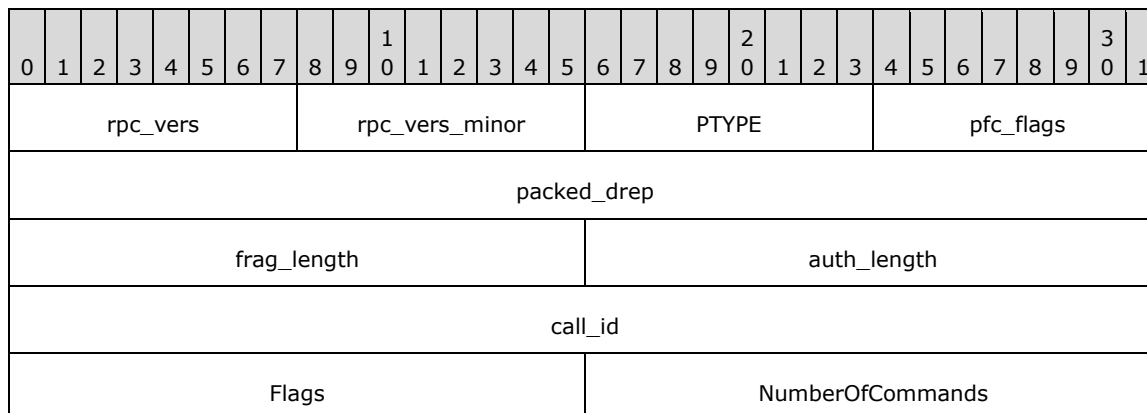 1 2 3
0 1 2 3 4 5 6 7 8 9 0 1 2 3 4 5 6 7 8 9 0 1 2 3 4 5 6 7 8 9 0 1
rpc_vers rpc_vers_minor PTYPE pfc_flags
packed_drep
frag_length auth_length
call_id
Flags NumberOfCommands